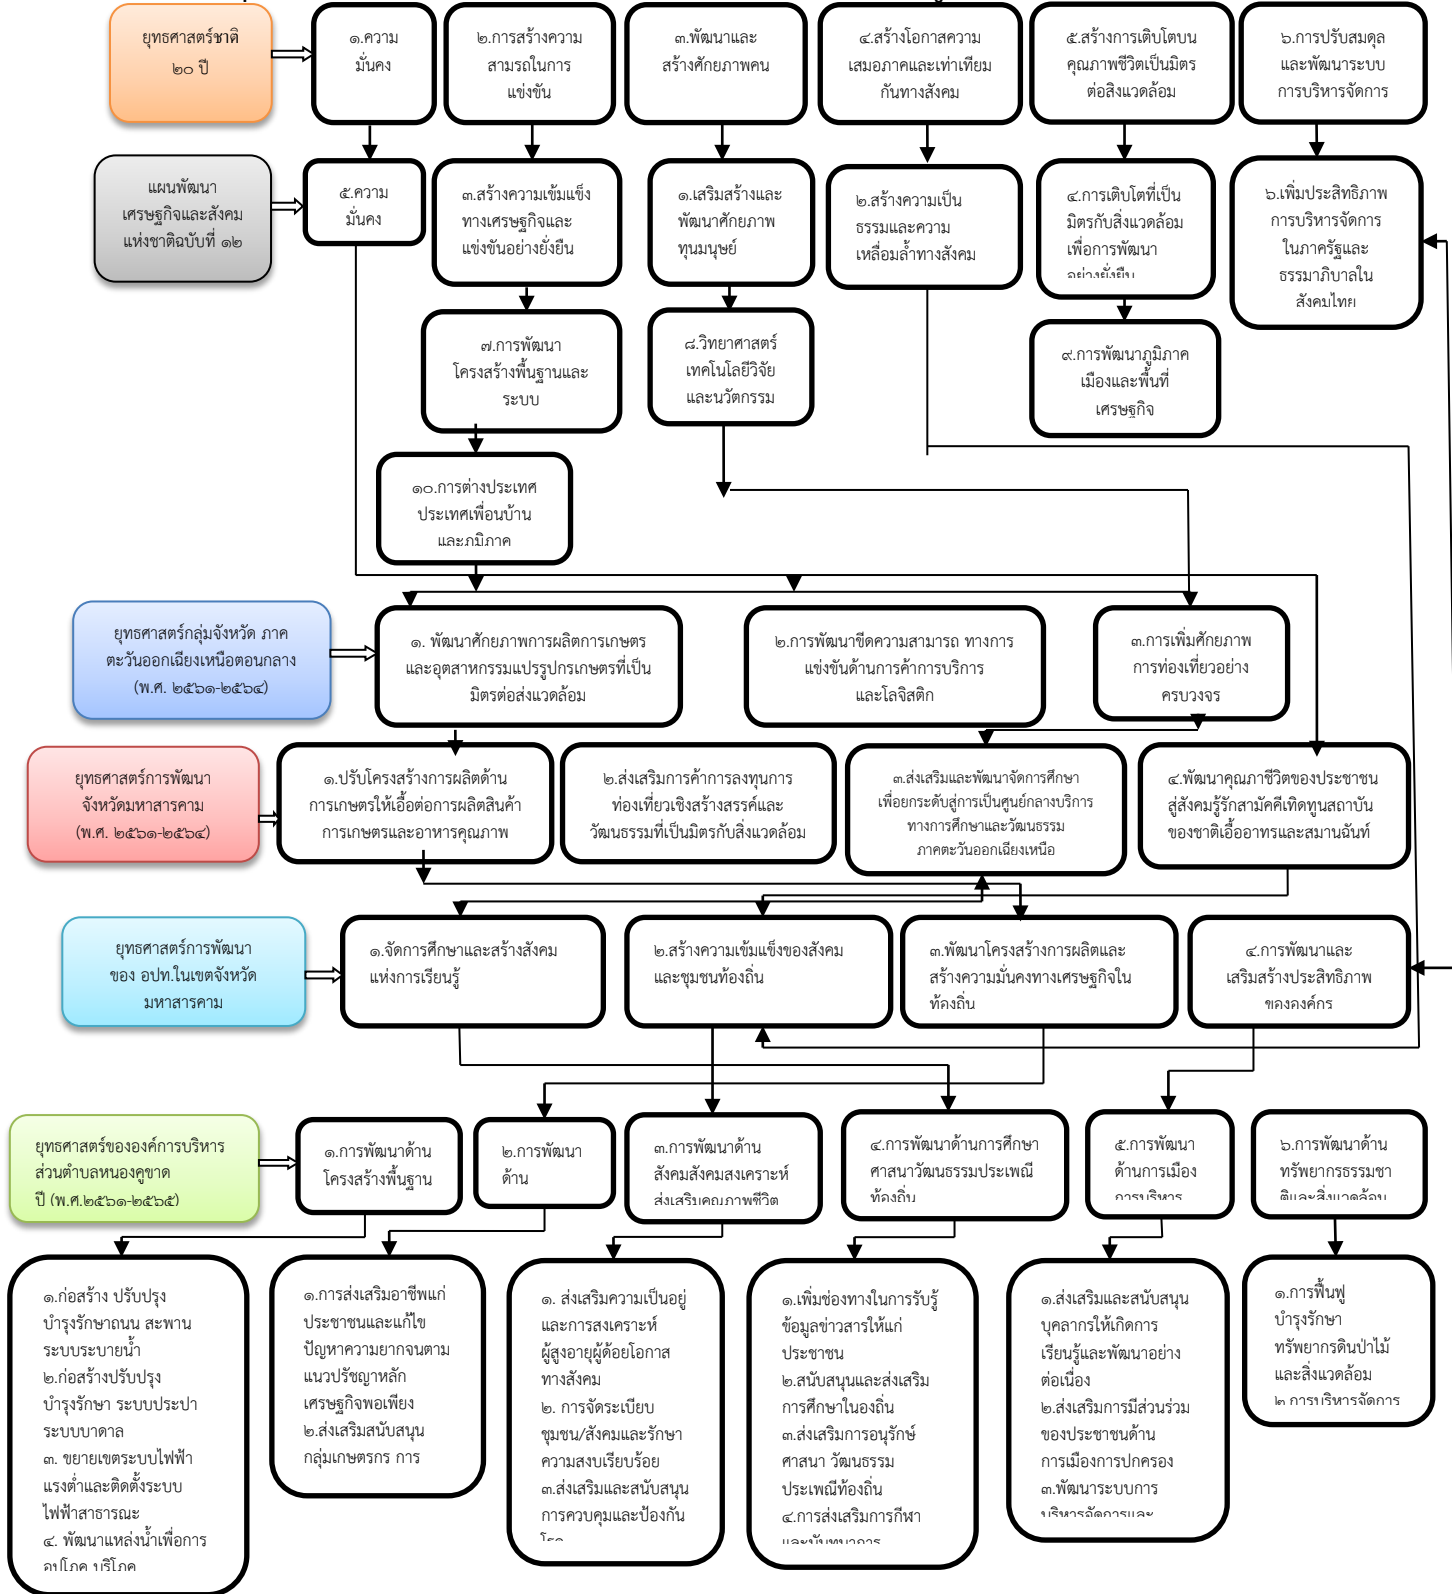 ยุทธศาสตร์ชาติ
๒๐ ปี
๑.ความ
มั่นคง
๒.การสร้างความ
สามรถในการ
แข่งขัน
๓.พัฒนาและ
สร้างศักยภาพคน
๔.สร้างโอกาสความ
เสมอภาคและเท่าเทียม
กันทางสังคม
๕.สร้างการเติบโตบน
คุณภาพชีวิตเป็นมิตร
ต่อสิ่งแวดล้อม
๖.การปรับสมดุล
และพัฒนาระบบ
การบริหารจัดการ
แผนพัฒนา
เศรษฐกิจและสังคม
แห่งชาติฉบับที่ ๑๒
๕.ความ
มั่นคง
๓.สร้างความเข้มแข็ง
ทางเศรษฐกิจและ
แข่งขันอย่างยั่งยืน
๑.เสริมสร้างและ
พัฒนาศักยภาพ
ทุนมนุษย์
๒.สร้างความเป็น
ธรรมและความ
เหลื่อมล้ำทางสังคม
๔.การเติบโตที่เป็น
มิตรกับสิ่งแวดล้อม
เพื่อการพัฒนา
อย่างยั่งยืน
๖.เพิ่มประสิทธิภาพ
การบริหารจัดการ
ในภาครัฐและ
ธรรมาภิบาลใน
สังคมไทย
๗.การพัฒนา
โครงสร้างพื้นฐานและ
ระบบ
๘.วิทยาศาสตร์
เทคโนโลยีวิจัย
และนวัตกรรม
๙.การพัฒนาภูมิภาค
เมืองและพื้นที่
เศรษฐกิจ
๑๐.การต่างประเทศ
ประเทศเพื่อนบ้าน
และภูมิภาค
ยุทธศาสตร์กลุ่มจังหวัด ภาค
ตะวันออกเฉียงเหนือตอนกลาง
(พ.ศ. ๒๕๖๑-๒๕๖๔)
๑. พัฒนาศักยภาพการผลิตการเกษตร
และอุตสาหกรรมแปรรูปกรเกษตรที่เป็น
มิตรต่อส่งแวดล้อม
๒.การพัฒนาขีดความสามารถ ทางการ
แข่งขันด้านการค้าการบริการ
และโลจิสติก
๓.การเพิ่มศักยภาพ
การท่องเที่ยวอย่าง
ครบวงจร
ยุทธศาสตร์การพัฒนา
จังหวัดมหาสารคาม
(พ.ศ. ๒๕๖๑-๒๕๖๔)
๑.ปรับโครงสร้างการผลิตด้าน
การเกษตรให้เอื้อต่อการผลิตสินค้า
การเกษตรและอาหารคุณภาพ
๒.ส่งเสริมการค้าการลงทุนการ
ท่องเที่ยวเชิงสร้างสรรค์และ
วัฒนธรรมที่เป็นมิตรกับสิ่งแวดล้อม
๓.ส่งเสริมและพัฒนาจัดการศึกษา
เพื่อยกระดับสู่การเป็นศูนย์กลางบริการ
ทางการศึกษาและวัฒนธรรม
ภาคตะวันออกเฉียงเหนือ
๔.พัฒนาคุณภาชีวิตของประชาชน
สู่สังคมรู้รักสามัคคีเทิดทูนสถาบัน
ของชาติเอื้ออาทรและสมานฉันท์
ยุทธศาสตร์การพัฒนา
ของ อปท.ในเขตจังหวัด
มหาสารคาม
๑.จัดการศึกษาและสร้างสังคม
แห่งการเรียนรู้
๒.สร้างความเข้มแข็งของสังคม
และชุมชนท้องถิ่น
๓.พัฒนาโครงสร้างการผลิตและ
สร้างความมั่นคงทางเศรษฐกิจใน
ท้องถิ่น
๔.การพัฒนาและ
เสริมสร้างประสิทธิภาพ
ขององค์กร
ยุทธศาสตร์ขององค์การบริหาร
ส่วนตำบลหนองคูขาด
ปี (พ.ศ.๒๕๖๑-๒๕๖๕)
๑.การพัฒนาด้าน
โครงสร้างพื้นฐาน
๒.การพัฒนา
ด้าน
๓.การพัฒนาด้าน
สังคมสังคมสงเคราะห์
ส่งเสริมคุณภาพชีวิต
๔.การพัฒนาด้านการศึกษา
ศาสนาวัฒนธรรมประเพณี
ท้องถิ่น
๕.การพัฒนา
ด้านการเมือง
การบริหาร
๖.การพัฒนาด้าน
ทรัพยากรธรรมชา
ติและสิ่งแวดล้อม
๑.ก่อสร้าง ปรับปรุง
บำรุงรักษาถนน สะพาน
ระบบระบายน้ำ
๒.ก่อสร้างปรับปรุง
บำรุงรักษา ระบบประปา
ระบบบาดาล
๓. ขยายเขตระบบไฟฟ้า
แรงต่ำและติดตั้งระบบ
ไฟฟ้าสาธารณะ
๔. พัฒนาแหล่งน้ำเพื่อการ
อุปโภค บริโภค
๑.การส่งเสริมอาชีพแก่
ประชาชนและแก้ไข
ปัญหาความยากจนตาม
แนวปรัชญาหลัก
เศรษฐกิจพอเพียง
๒.ส่งเสริมสนับสนุน
กลุ่มเกษตรกร การ
๑. ส่งเสริมความเป็นอยู่
และการสงเคราะห์
ผู้สูงอายุผู้ด้อยโอกาส
ทางสังคม
๒. การจัดระเบียบ
ชุมชน/สังคมและรักษา
ความสงบเรียบร้อย
๓.ส่งเสริมและสนับสนุน
การควบคุมและป้องกัน
โรค
๑.เพิ่มช่องทางในการรับรู้
ข้อมูลข่าวสารให้แก่
ประชาชน
๒.สนับสนุนและส่งเสริม
การศึกษาในองถิ่น
๓.ส่งเสริมการอนุรักษ์
ศาสนา วัฒนธรรม
ประเพณีท้องถิ่น
๔.การส่งเสริมการกีฬา
และนันทนาการ
๑.ส่งเสริมและสนับสนุน
บุคลากรให้เกิดการ
เรียนรู้และพัฒนาอย่าง
ต่อเนื่อง
๒.ส่งเสริมการมีส่วนร่วม
ของประชาชนด้าน
การเมืองการปกครอง
๓.พัฒนาระบบการ
บริหารจัดการและ
๑.การฟื้นฟู
บำรุงรักษา
ทรัพยากรดินป่าไม้
และสิ่งแวดล้อม
๒.การบริหารจัดการ